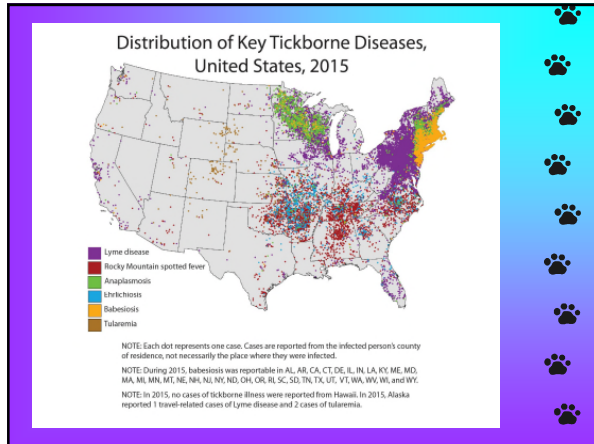 Distribution of Key Tickborne Diseases,
United States, 2015
Lyme disease
Rocky Mountain spotted fever
Anaplasmosis
Ehrlichiosis
Babesiosis
Tularemia
NOTE: Each dot represents one case. Cases are reported from the infected person's county
of residence, not necessarily the place where they were infected.
NOTE: During 2015, babesiosis was reportable in AL, AR, CA, CT, DE, IL, IN, LA, KY, ME, MD,
MA, MI, MN, MT, NE, NH, NJ, NY, ND, OH, OR, RI, SC, SD, TN, TX, UT, VT, WA, WV, WI, and WY.
NOTE: In 2015, no cases of tickborne illness were reported from Hawaii. In 2015, Alaska
reported 1 travel-related cases of Lyme disease and 2 cases of tularemia.